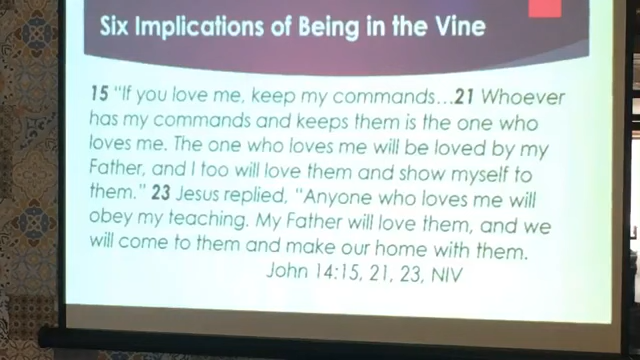 Six Implications of Being in the Vine
15 “If you love me, keep my commands...21 Whoever
has my commands and keeps them is the one who
loves me. The one who loves me will be loved by my
Father, and I too will love them and show myself to
them.” 23 Jesus replied, “Anyone who loves me will
obey my teaching. My Father will love them, and we
will come to them and make our home with them.
John 14:15, 21, 23, NIV